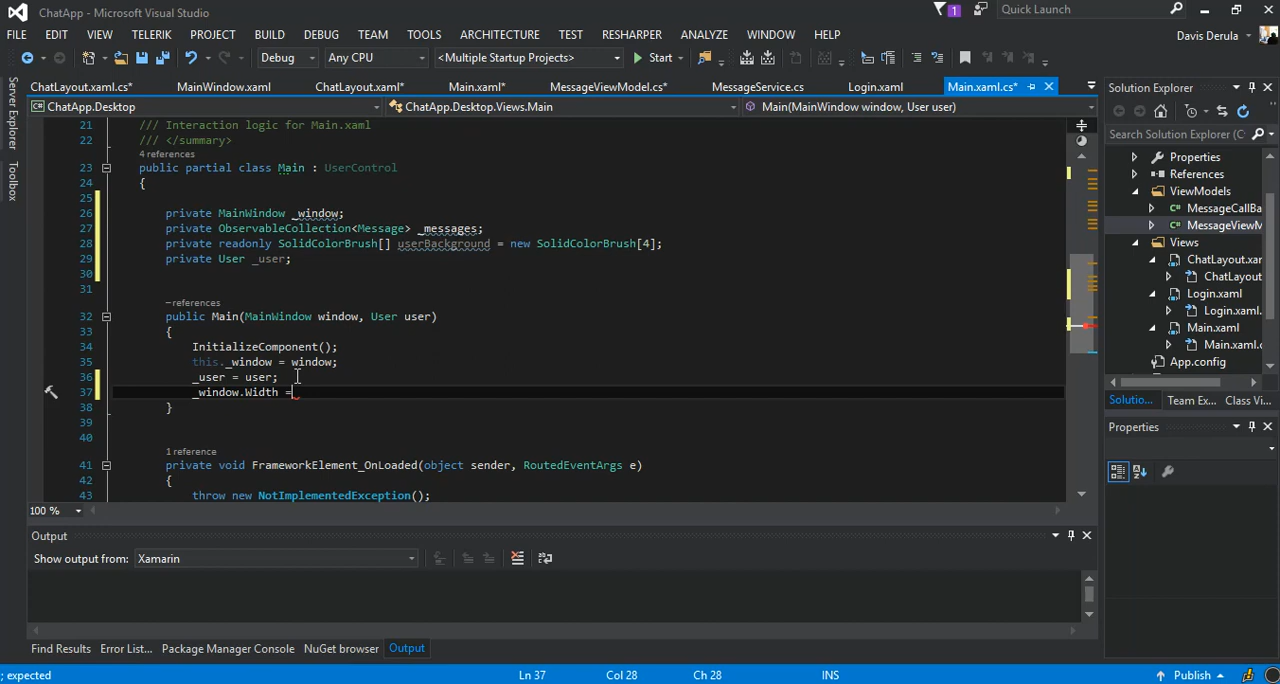 ChatApp - Microsoft Visual Studio
1
Quick Launch
FILE EDIT VIEW TELERIK PROJECT BUILD DEBUG TEAM TOOLS ARCHITECTURE TEST RESHARPER ANALYZE WINDOW HELP
Davis Derula
Debug Any CPU <Multiple Startup Projects> Start
ChatLayout.xaml.cs* MainWindow.xaml ChatLayout.xaml* Main.xaml* MessageViewModel.cs* MessageService.cs Login.xaml Main.xaml.cs*
ChatApp.Desktop ChatApp.Desktop.Views.Main Main(MainWindow window, User user)
Server Explorer
Toolbox
21 /// Interaction logic for Main.xaml
22 /// </summary>
4 references
23 public partial class Main : UserControl
24 {
25
26 private MainWindow _window;
27 private ObservableCollection<Message> _messages;
28 private readonly SolidColorBrush[] userBackground = new SolidColorBrush[4];
29 private User _user;
30
31
– references
32 public Main(MainWindow window, User user)
33 {
34 InitializeComponent();
35 this._window = window;
36 _user = user;
37 _window.Width =
38 }
39
40
1 reference
41 private void FrameworkElement_OnLoaded(object sender, RoutedEventArgs e)
42 {
43 throw new NotImplementedException();
100 %
Solution Explorer
Search Solution Explorer (C
Properties
References
ViewModels
MessageCallBa
MessageViewM
Views
ChatLayout.xar
ChatLayout
Login.xaml
Login.xaml.
Main.xaml
Main.xaml.c
App.config
Solutio... Team Ex... Class Vi...
Properties
Output
Show output from: Xamarin
Find Results Error List... Package Manager Console NuGet browser Output
; expected Ln 37 Col 28 Ch 28 INS Publish